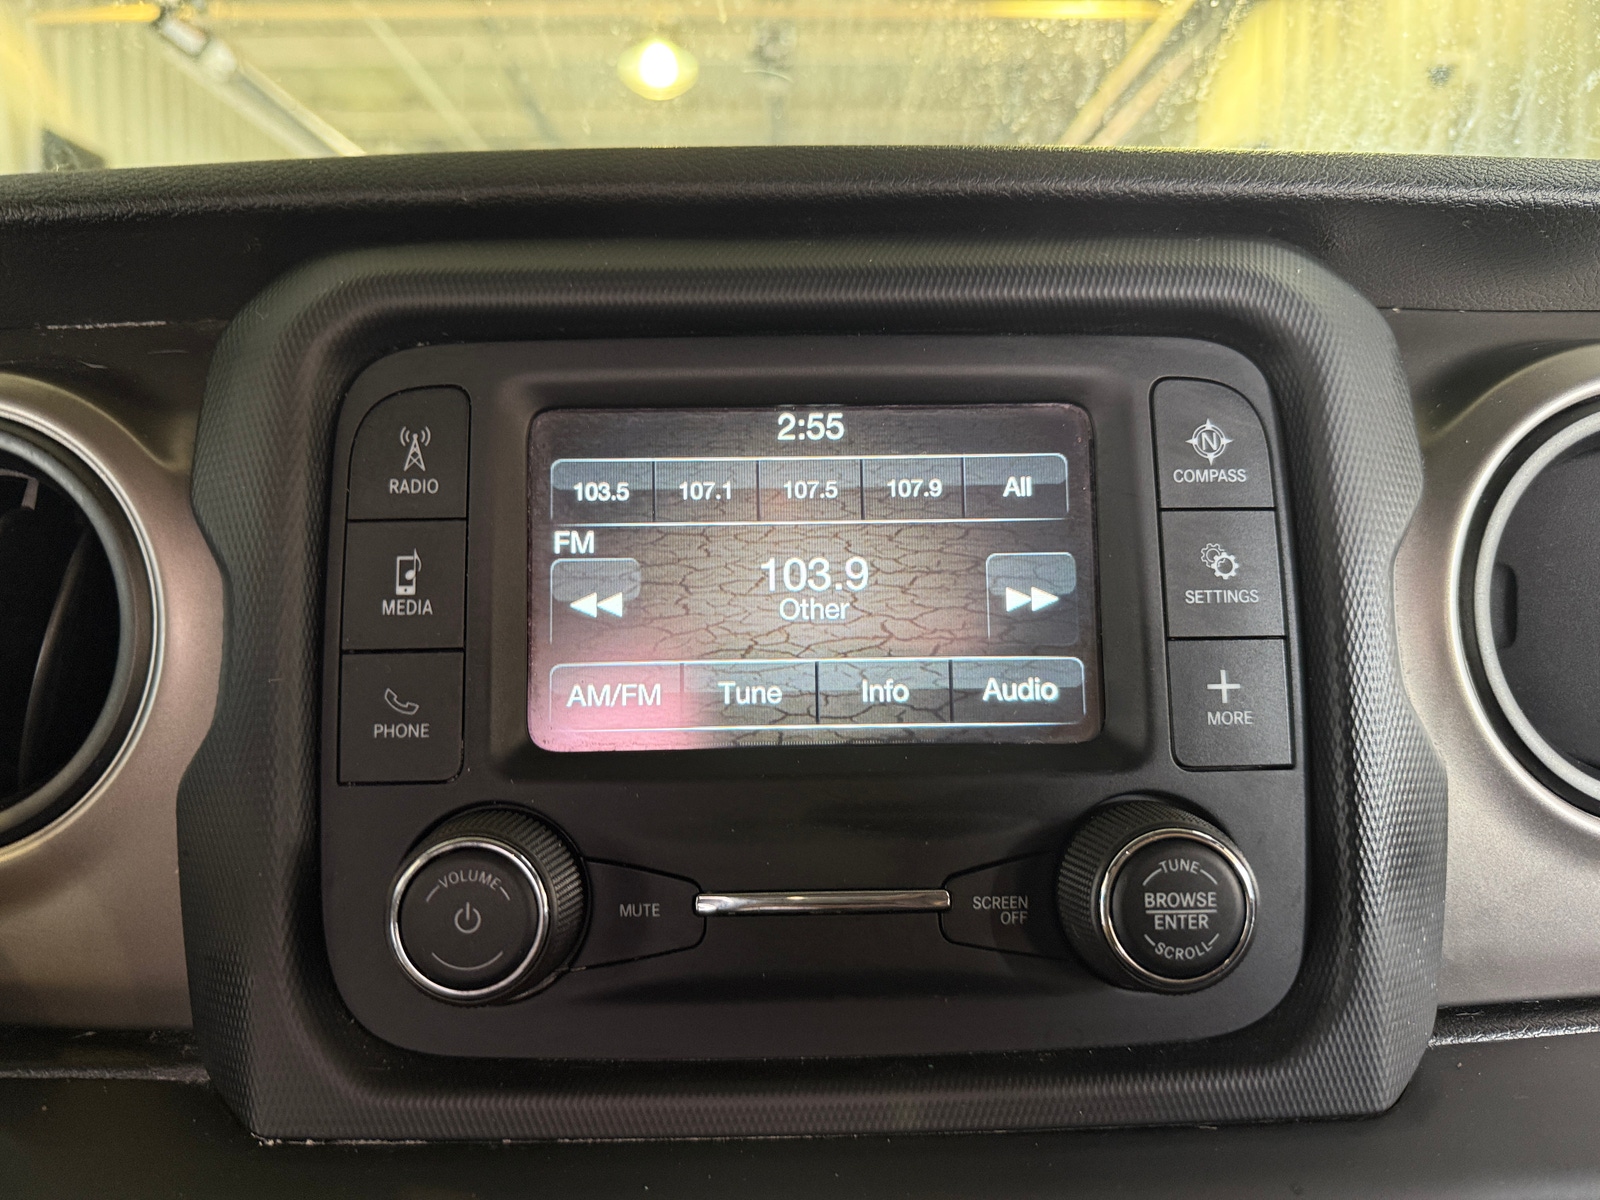 2:55
103.5 107.1 107.5 107.9 All
FM
103.9
Other
AM/FM Tune Info Audio
RADIO
MEDIA
PHONE
N
COMPASS
SETTINGS
MORE
VOLUME
MUTE
SCREEN
OFF
TUNE
BROWSE
ENTER
SCROLL